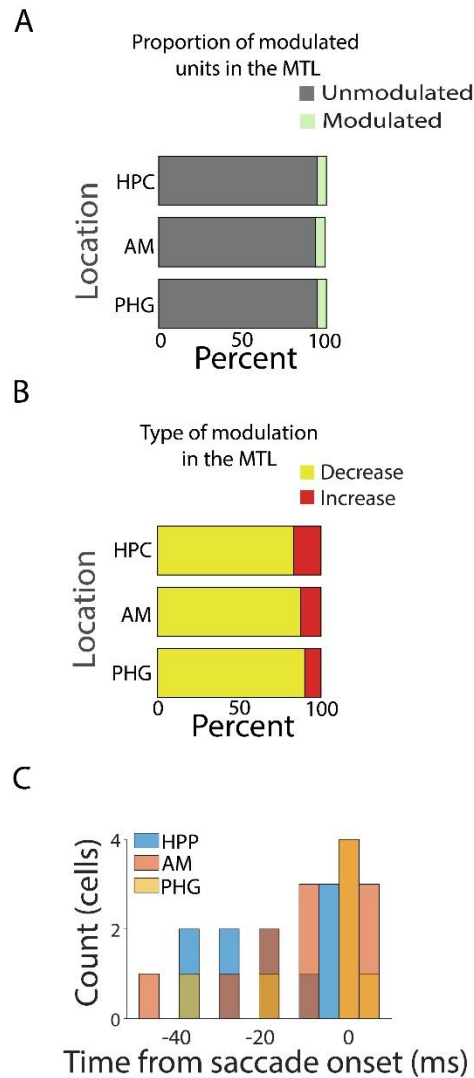 A
Proportion of modulated
units in the MTL
Unmodulated
Modulated
Location
HPC
AM
PHG
0 50 100
Percent
B
Type of modulation
in the MTL
Decrease
Increase
Location
HPC
AM
PHG
0 50 100
Percent
C
Count (cells)
4
2
0
HPP
AM
PHG
-40 -20 0
Time from saccade onset (ms)